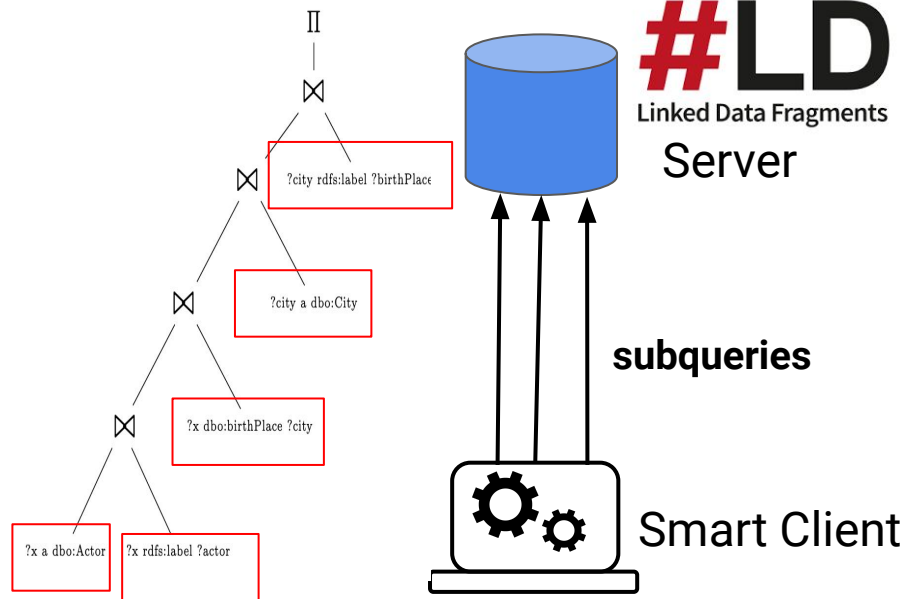 ∏
⋈
?city rdfs:label ?birthPlace
⋈
?city a dbo:City
⋈
?x dbo:birthPlace ?city
⋈
?x a dbo:Actor
?x rdfs:label ?actor
#LD
Linked Data Fragments
Server
subqueries
Smart Client